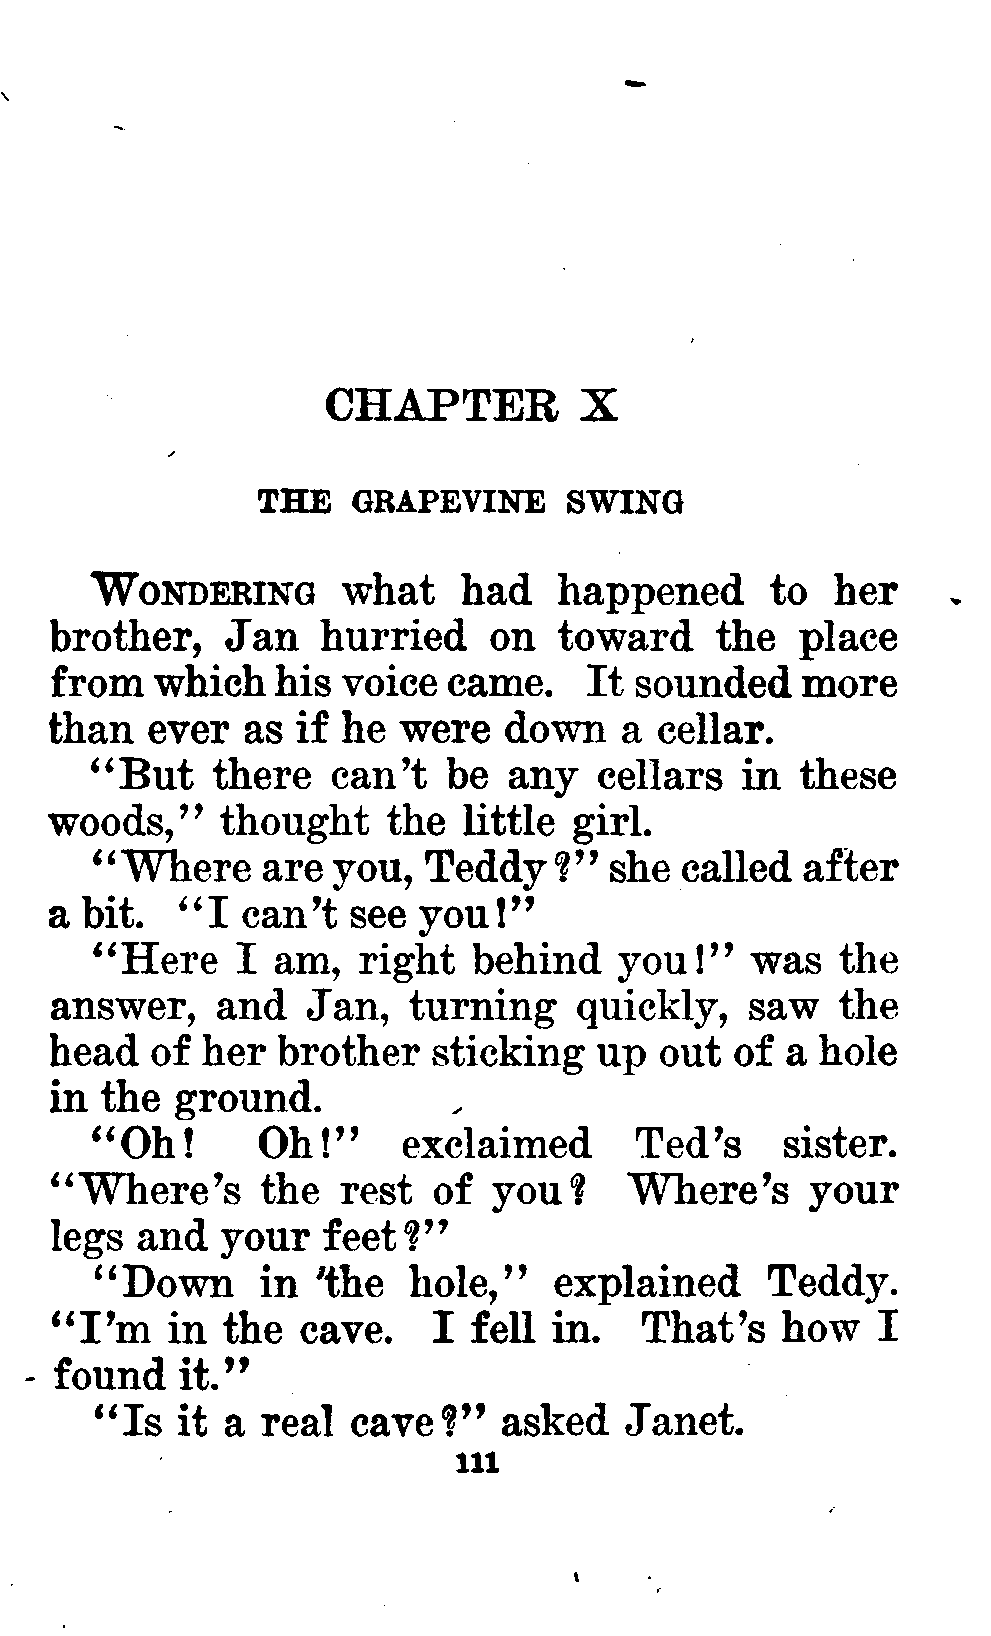 CHAPTER X
THE GRAPEVINE SWING
WONDERING what had happened to her
brother, Jan hurried on toward the place
from which his voice came. It sounded more
than ever as if he were down a cellar.
“But there can’t be any cellars in these
woods,” thought the little girl.
“Where are you, Teddy?” she called after
a bit. “I can’t see you!”
“Here I am, right behind you!” was the
answer, and Jan, turning quickly, saw the
head of her brother sticking up out of a hole
in the ground.
“Oh! Oh!” exclaimed Ted’s sister.
“Where’s the rest of you? Where’s your
legs and your feet?”
“Down in the hole,” explained Teddy.
“I’m in the cave. I fell in. That’s how I
found it.”
“Is it a real cave?” asked Janet.
111